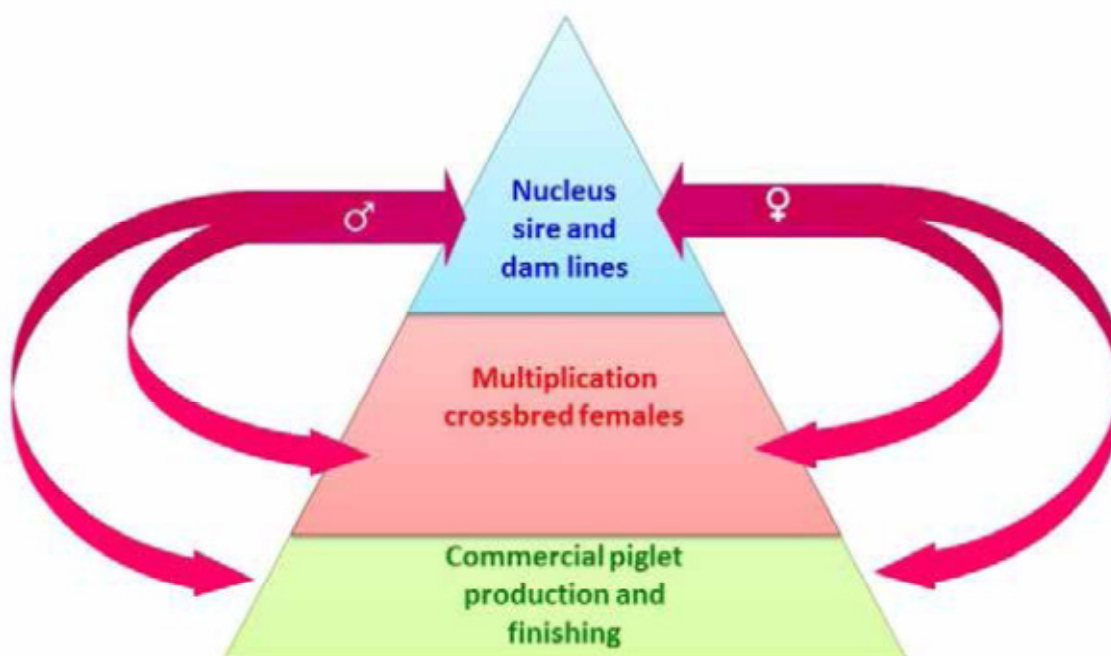 Nucleus
sire and
dam lines
♂
♀
Multiplication
crossbred females
Commercial piglet
production and
finishing